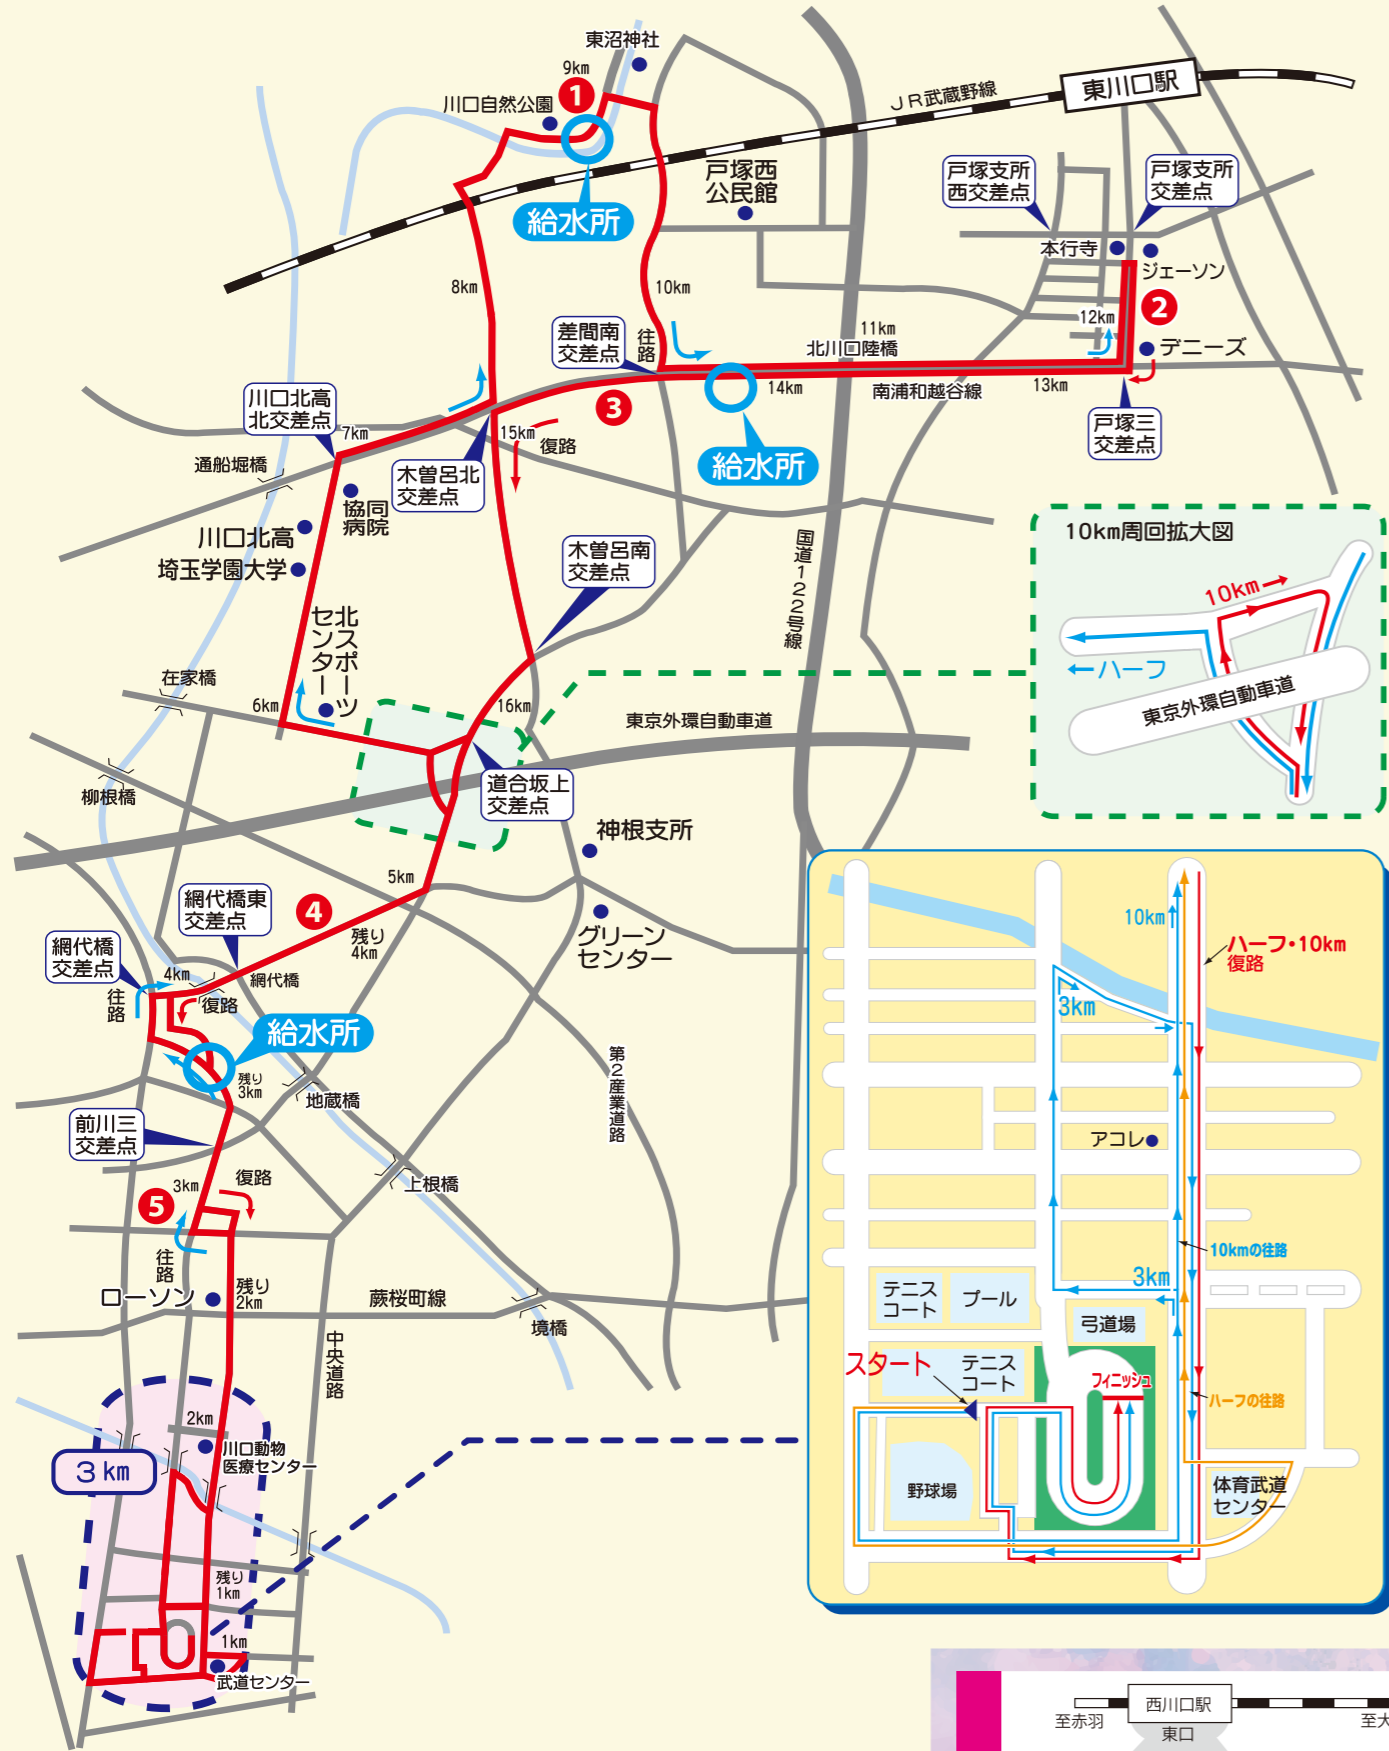 東沼神社
9km
1
川口自然公園
給水所
JR武蔵野線
東川口駅
戸塚西
公民館
戸塚支所
西交差点
戸塚支所
交差点
本行寺
ジェーソン
2
8km
10km
差間南
交差点
往路
11km
北川口陸橋
12km
デニーズ
14km
南浦和越谷線
13km
戸塚三
交差点
給水所
川口北高
北交差点
7km
通船堀橋
3
15km
復路
木曽呂北
交差点
協同
病院
川口北高
埼玉学園大学
木曽呂南
交差点
国道122号線
北スポーツ
センター
在家橋
6km
16km
東京外環自動車道
柳根橋
道合坂上
交差点
神根支所
5km
グリーン
センター
網代橋東
交差点
4
残り
4km
網代橋
交差点
4km
網代橋
往路
復路
給水所
残り
3km
地蔵橋
第2産業道路
前川三
交差点
上根橋
3km
復路
5
往路
ローソン
残り
2km
蕨桜町線
境橋
中央道路
2km
川口動物
医療センター
3km
残り
1km
1km
武道センター
10km周回拡大図
10km
ハーフ
東京外環自動車道
10km
ハーフ・10km
復路
3km
アコレ
10kmの往路
3km
テニス
コート
プール
弓道場
スタート
テニス
コート
フィニッシュ
ハーフの往路
野球場
体育武道
センター
西川口駅
至赤羽
至大
東口